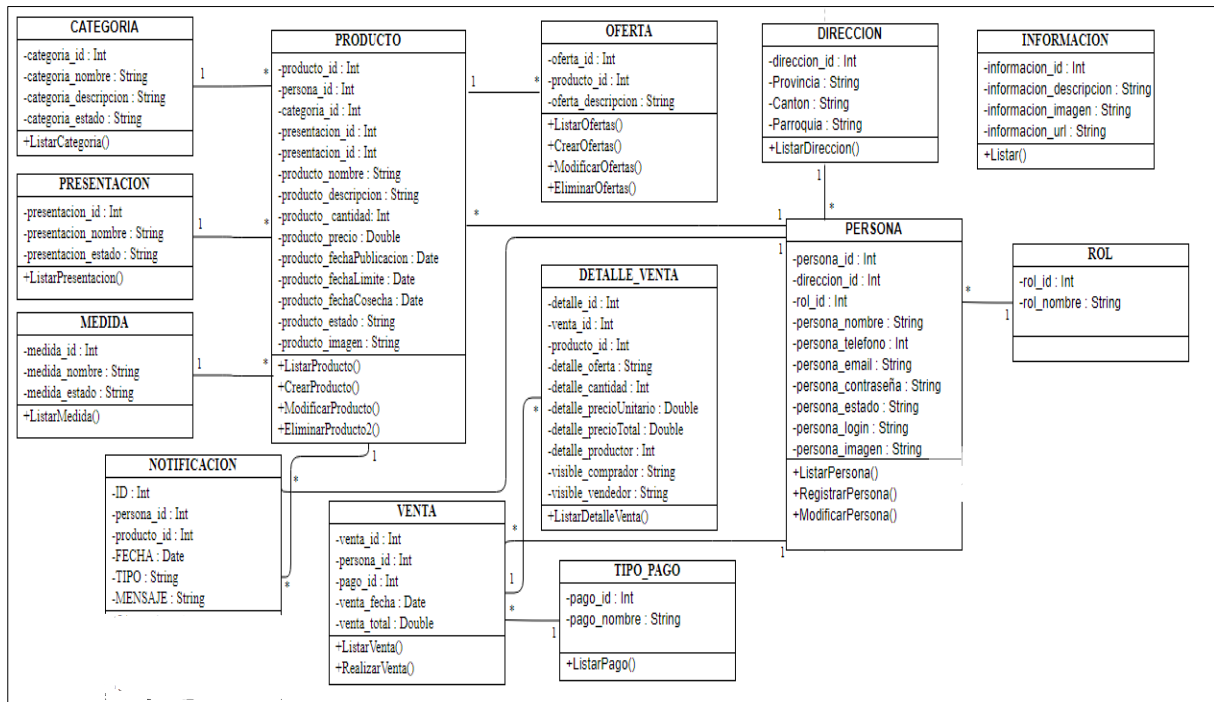 CATEGORIA
-categoria_id : Int
-categoria_nombre : String
-categoria_descripcion : String
-categoria_estado : String
+ListarCategoria()
1
*
PRODUCTO
-producto_id : Int
-persona_id : Int
-categoria_id : Int
-presentacion_id : Int
-presentacion_id : Int
-producto_nombre : String
-producto_descripcion : String
-producto_ cantidad: Int
-producto_precio : Double
-producto_fechaPublicacion : Date
-producto_fechaLimite : Date
-producto_fechaCosecha : Date
-producto_estado : String
-producto_imagen : String
+ListarProducto()
+CrearProducto()
+ModificarProducto()
+EliminarProducto2()
1
*
OFERTA
-oferta_id : Int
-producto_id : Int
-oferta_descripcion : String
+ListarOfertas()
+CrearOfertas()
+ModificarOfertas()
+EliminarOfertas()
DIRECCION
-direccion_id : Int
-Provincia : String
-Canton : String
-Parroquia : String
+ListarDireccion()
1
*
INFORMACION
-informacion_id : Int
-informacion_descripcion : String
-informacion_imagen : String
-informacion_url : String
+Listar()
PRESENTACION
-presentacion_id : Int
-presentacion_nombre : String
-presentacion_estado : String
+ListarPresentacion()
1
*
*
1
1
PERSONA
-persona_id : Int
-direccion_id : Int
-rol_id : Int
-persona_nombre : String
-persona_telefono : Int
-persona_email : String
-persona_contraseña : String
-persona_estado : String
-persona_login : String
-persona_imagen : String
+ListarPersona()
+RegistrarPersona()
+ModificarPersona()
*
1
ROL
-rol_id : Int
-rol_nombre : String
MEDIDA
-medida_id : Int
-medida_nombre : String
-medida_estado : String
+ListarMedida()
1
*
DETALLE_VENTA
-detalle_id : Int
-venta_id : Int
-producto_id : Int
-detalle_oferta : String
-detalle_cantidad : Int
-detalle_precioUnitario : Double
-detalle_precioTotal : Double
-detalle_productor : Int
-visible_comprador : String
-visible_vendedor : String
+ListarDetalleVenta()
*
1
NOTIFICACION
-ID : Int
-persona_id : Int
-producto_id : Int
-FECHA : Date
-TIPO : String
-MENSAJE : String
1
*
*
VENTA
-venta_id : Int
-persona_id : Int
-pago_id : Int
-venta_fecha : Date
-venta_total : Double
+ListarVenta()
+RealizarVenta()
*
1
*
1
TIPO_PAGO
-pago_id : Int
-pago_nombre : String
+ListarPago()